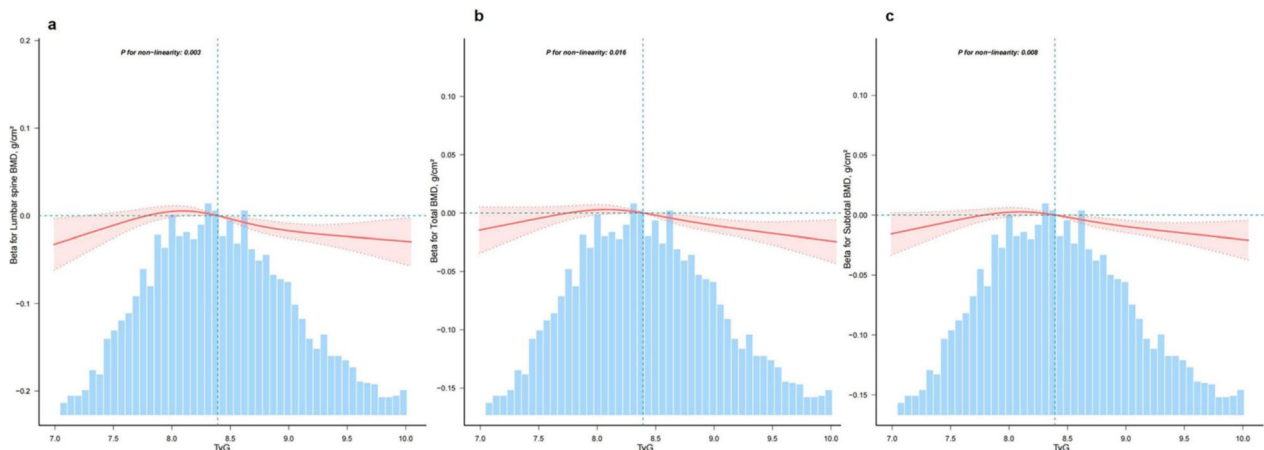 a
P for non-linearity: 0.003
Beta for Lumbar spine BMD, g/cm²
0.2
0.1
0.0
−0.1
−0.2
7.0 7.5 8.0 8.5 9.0 9.5 10.0
TyG
b
P for non-linearity: 0.016
Beta for Total BMD, g/cm²
0.10
0.05
0.00
−0.05
−0.10
−0.15
7.0 7.5 8.0 8.5 9.0 9.5 10.0
TyG
c
P for non-linearity: 0.008
Beta for Subtotal BMD, g/cm²
0.10
0.05
0.00
−0.05
−0.10
−0.15
7.0 7.5 8.0 8.5 9.0 9.5 10.0
TyG